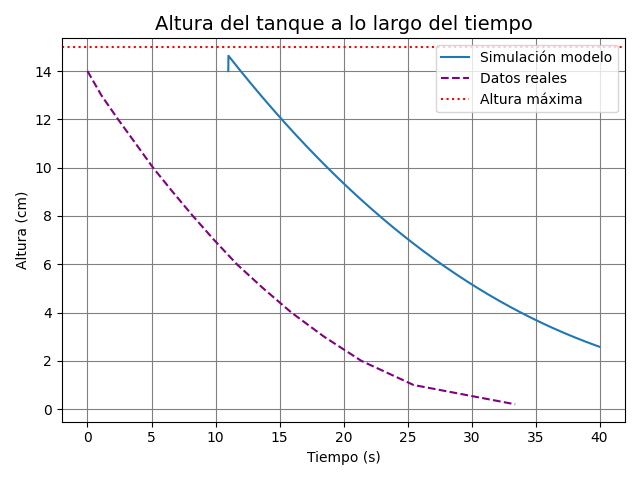 Altura del tanque a lo largo del tiempo
Simulación modelo
Datos reales
Altura máxima
Altura (cm)
14
12
10
8
6
4
2
0
0 5 10 15 20 25 30 35 40
Tiempo (s)